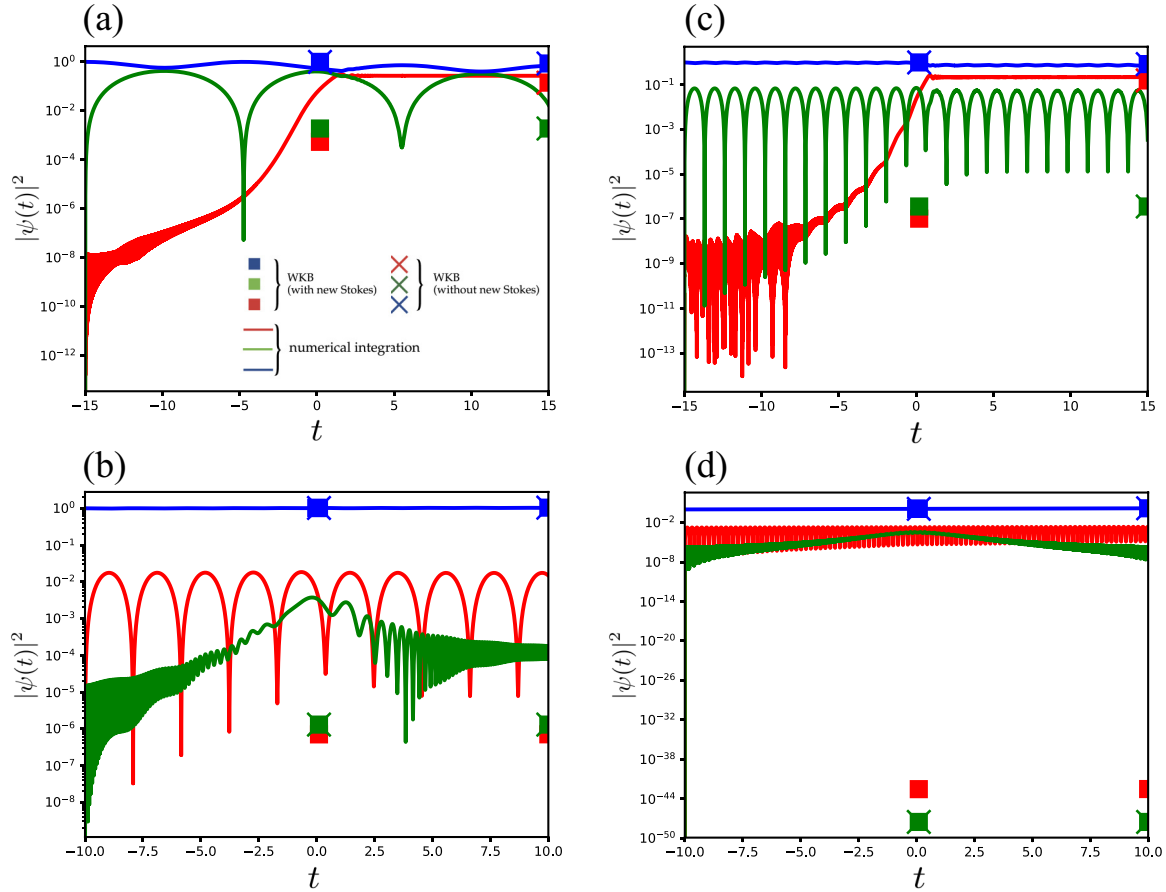 (a)
|ψ(t)|²
10⁰
10⁻²
10⁻⁴
10⁻⁶
10⁻⁸
10⁻¹⁰
10⁻¹²
WKB
(with new Stokes)
WKB
(without new Stokes)
numerical integration
−15 −10 −5 0 5 10 15
t
(c)
|ψ(t)|²
10⁻¹
10⁻³
10⁻⁵
10⁻⁷
10⁻⁹
10⁻¹¹
10⁻¹³
−15 −10 −5 0 5 10 15
t
(b)
|ψ(t)|²
10⁰
10⁻¹
10⁻²
10⁻³
10⁻⁴
10⁻⁵
10⁻⁶
10⁻⁷
10⁻⁸
−10.0 −7.5 −5.0 −2.5 0.0 2.5 5.0 7.5 10.0
t
(d)
|ψ(t)|²
10⁻²
10⁻⁸
10⁻¹⁴
10⁻²⁰
10⁻²⁶
10⁻³²
10⁻³⁸
10⁻⁴⁴
10⁻⁵⁰
−10.0 −7.5 −5.0 −2.5 0.0 2.5 5.0 7.5 10.0
t